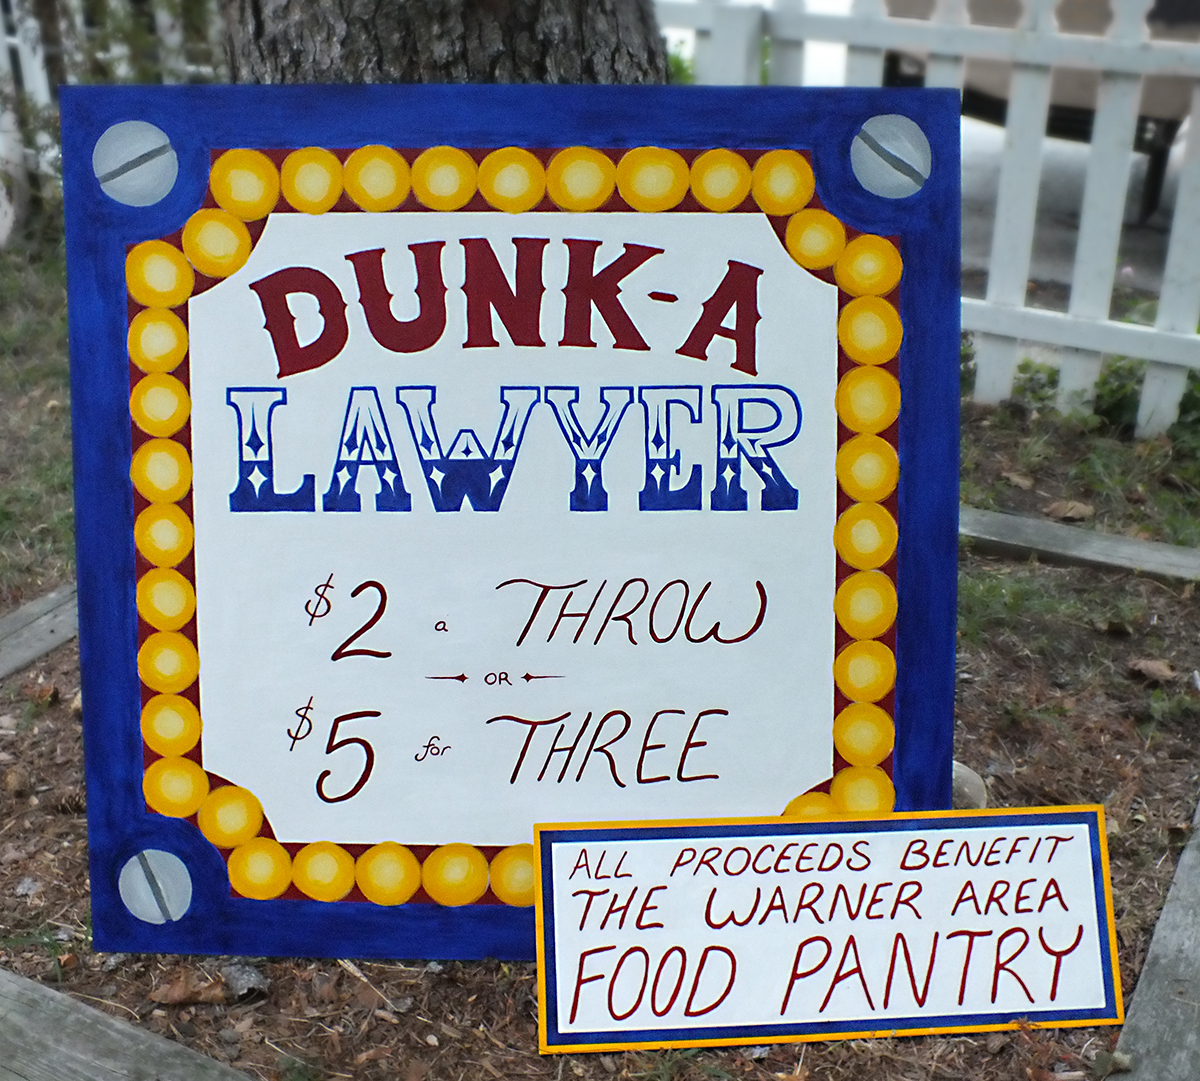 DUNK-A
LAWYER
$2 a THROW
OR
$5 for THREE
ALL PROCEEDS BENEFIT
THE WARNER AREA
FOOD PANTRY